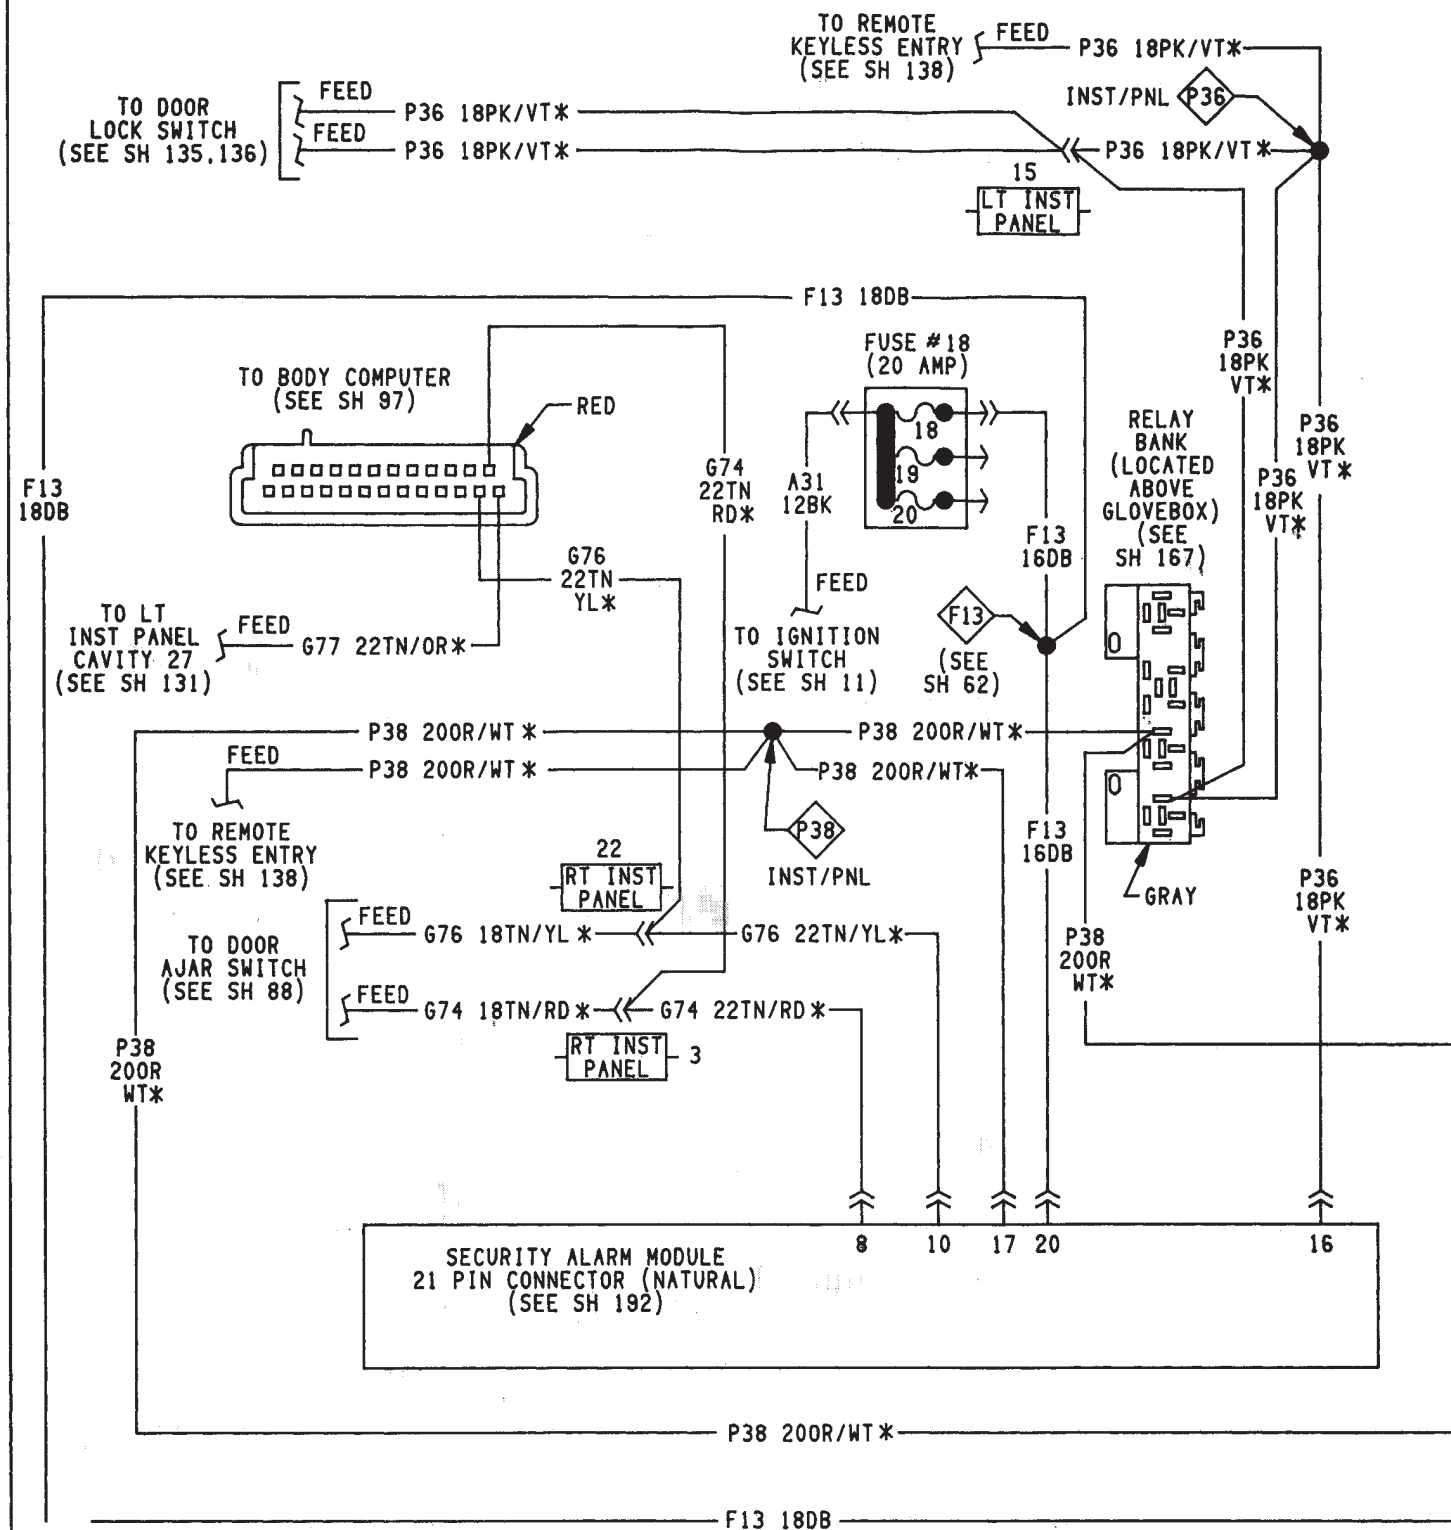 TO REMOTE
KEYLESS ENTRY
(SEE SH 138)
FEED
P36 18PK/VT*
INST/PNL
P36
TO DOOR
LOCK SWITCH
(SEE SH 135,136)
FEED
P36 18PK/VT*
FEED
P36 18PK/VT*
P36 18PK/VT*
15
LT INST
PANEL
F13 18DB
FUSE #18
(20 AMP)
TO BODY COMPUTER
(SEE SH 97)
RED
18
19
20
A31
12BK
G74
22TN
RD*
F13
18DB
P36
18PK
VT*
RELAY
BANK
(LOCATED
ABOVE
GLOVEBOX)
(SEE
SH 167)
P36
18PK
VT*
P36
18PK
VT*
F13
16DB
G76
22TN
YL*
FEED
TO IGNITION
SWITCH
(SEE SH 11)
F13
(SEE
SH 62)
TO LT
INST PANEL
CAVITY 27
(SEE SH 131)
FEED
G77 22TN/OR*
P38 20OR/WT*
P38 20OR/WT*
FEED
P38 20OR/WT*
P38 20OR/WT*
TO REMOTE
KEYLESS ENTRY
(SEE SH 138)
P38
INST/PNL
F13
16DB
GRAY
22
RT INST
PANEL
P36
18PK
VT*
TO DOOR
AJAR SWITCH
(SEE SH 88)
FEED
G76 18TN/YL*
G76 22TN/YL*
FEED
G74 18TN/RD*
G74 22TN/RD*
P38
20OR
WT*
RT INST
PANEL
3
P38
20OR
WT*
8
10
17
20
16
SECURITY ALARM MODULE
21 PIN CONNECTOR (NATURAL)
(SEE SH 192)
P38 20OR/WT*
F13 18DB